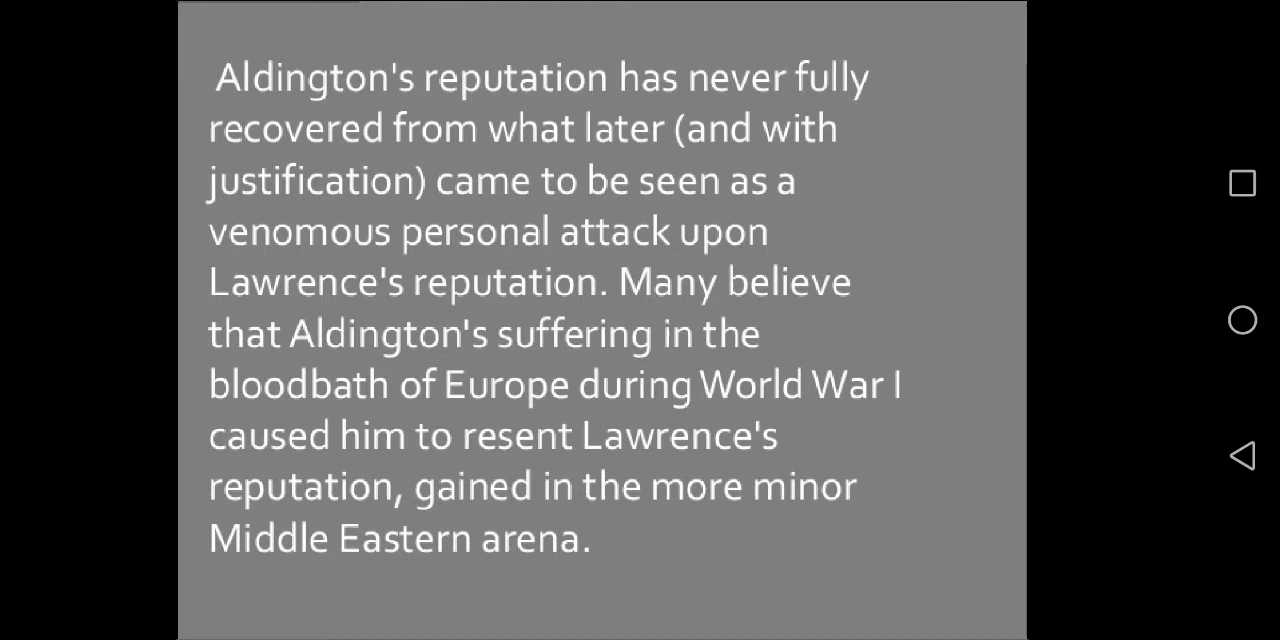 Aldington's reputation has never fully
recovered from what later (and with
justification) came to be seen as a
venomous personal attack upon
Lawrence's reputation. Many believe
that Aldington's suffering in the
bloodbath of Europe during World War I
caused him to resent Lawrence's
reputation, gained in the more minor
Middle Eastern arena.